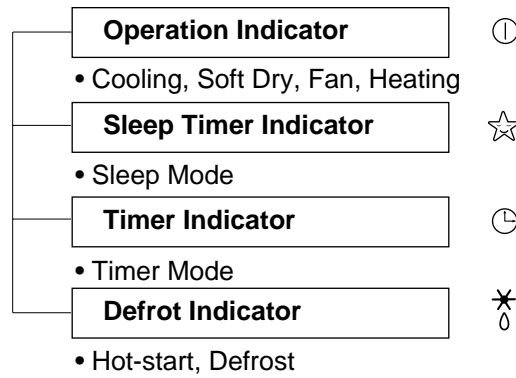 Operation Indicator
• Cooling, Soft Dry, Fan, Heating
Sleep Timer Indicator
• Sleep Mode
Timer Indicator
• Timer Mode
Defrot Indicator
• Hot-start, Defrost